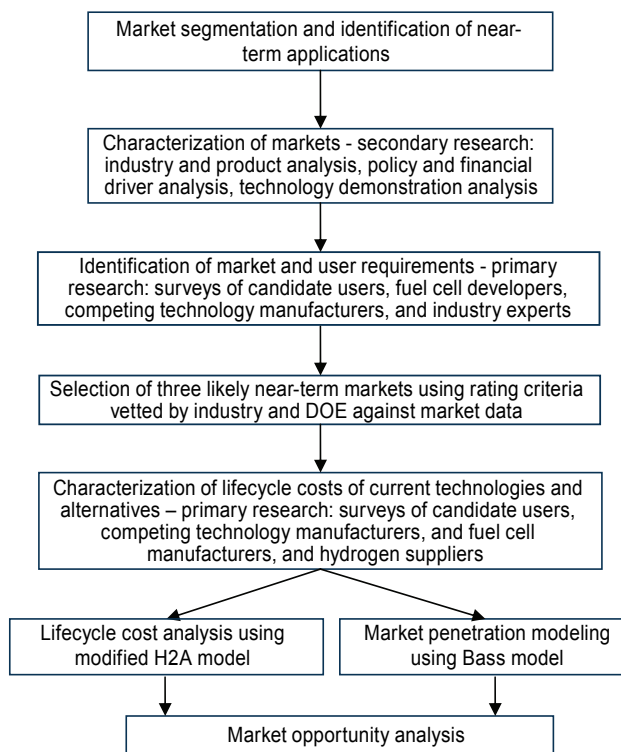 Market segmentation and identification of near-
term applications
Characterization of markets - secondary research:
industry and product analysis, policy and financial
driver analysis, technology demonstration analysis
Identification of market and user requirements - primary
research: surveys of candidate users, fuel cell developers,
competing technology manufacturers, and industry experts
Selection of three likely near-term markets using rating criteria
vetted by industry and DOE against market data
Characterization of lifecycle costs of current technologies and
alternatives – primary research: surveys of candidate users,
competing technology manufacturers, and fuel cell
manufacturers, and hydrogen suppliers
Lifecycle cost analysis using
modified H2A model
Market penetration modeling
using Bass model
Market opportunity analysis